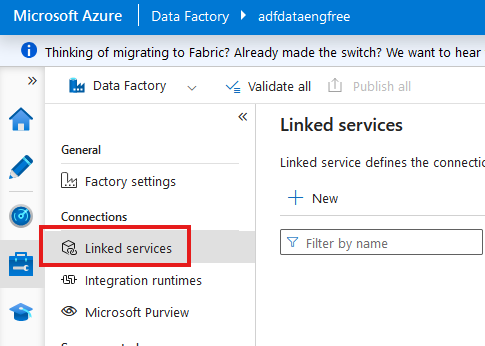 Microsoft Azure Data Factory › adfdataengfree
Thinking of migrating to Fabric? Already made the switch? We want to hear
» Data Factory Validate all Publish all
«
General
Factory settings
Connections
Linked services
Integration runtimes
Microsoft Purview
Linked services
Linked service defines the connectio
New
Filter by name